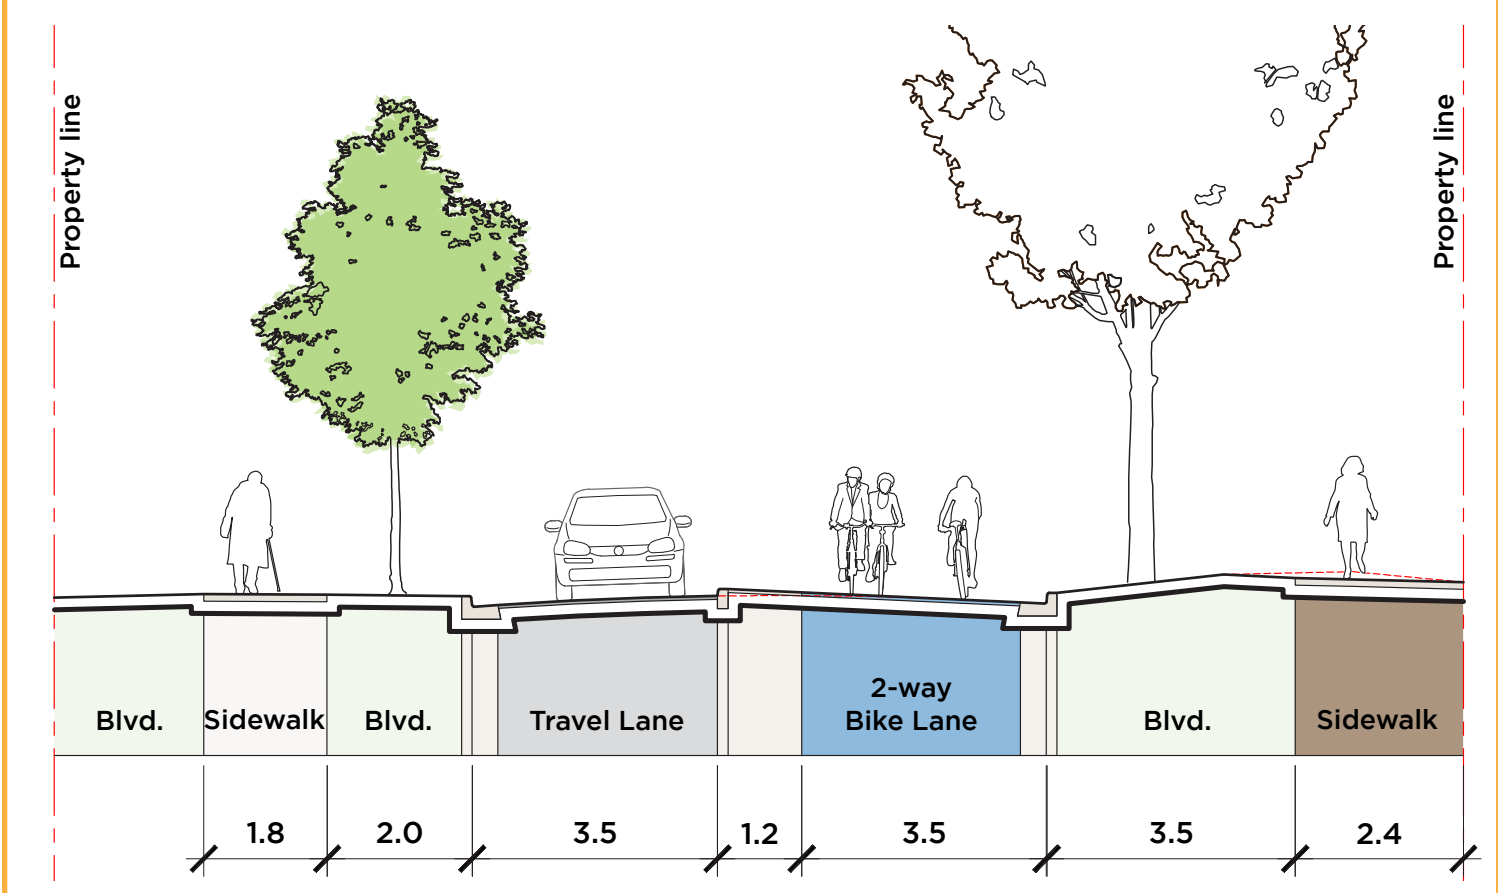 Property line
Property line
Blvd.
Sidewalk
Blvd.
Travel Lane
2-way
Bike Lane
Blvd.
Sidewalk
1.8
2.0
3.5
1.2
3.5
3.5
2.4